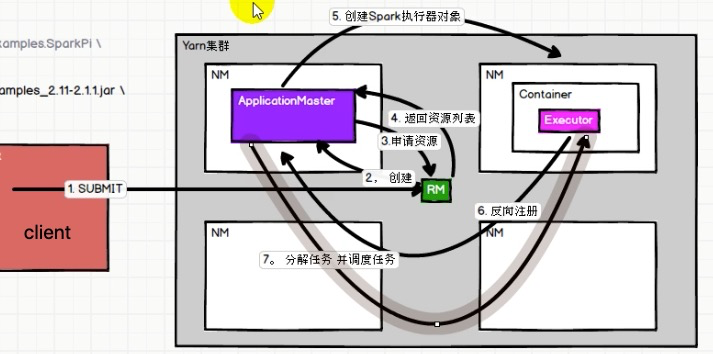 5. 创建Spark执行器对象
xamples.SparkPi \
Yarn集群
amples_2.11-2.1.1.jar \
NM
ApplicationMaster
NM
Container
Executor
4. 返回资源列表
3.申请资源
2， 创建
RM
1. SUBMIT
client
6. 反向注册
NM
NM
7。 分解任务 并调度任务